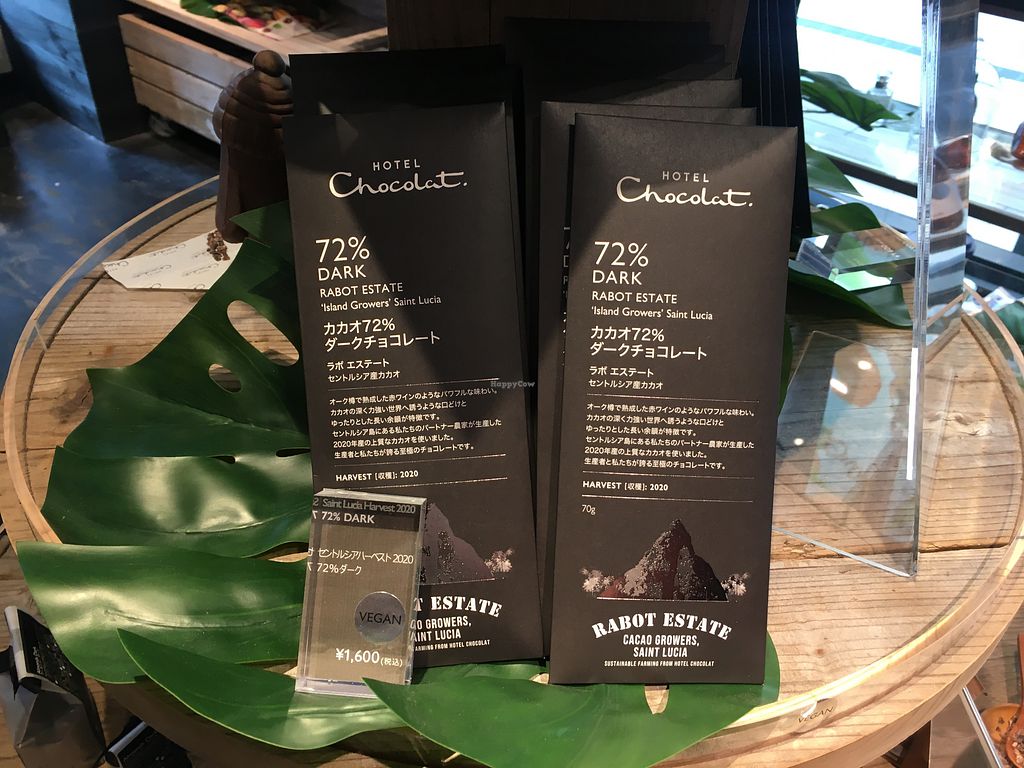 HOTEL
Chocolat.
72%
DARK
RABOT ESTATE
'Island Growers' Saint Lucia
カカオ72%
ダークチョコレート
ラボ エステート
セントルシア産カカオ
オーク樽で熟成した赤ワインのようなパワフルな味わい。
カカオの深く力強い世界へ誘うような口どけと
ゆったりとした長い余韻が特徴です。
セントルシア島にある私たちのパートナー農家が生産した
2020年度の上質なカカオを使いました。
生産者と私たちが誇る至極のチョコレートです。
HARVEST [収穫]: 2020
T ESTATE
AO GROWERS,
SAINT LUCIA
FARMING FROM HOTEL CHOCOLAT
Saint Lucia Harvest 2020
72% DARK
セントルシアハーベスト2020
72%ダーク
VEGAN
¥1,600(税込)
HOTEL
Chocolat.
72%
DARK
RABOT ESTATE
'Island Growers' Saint Lucia
カカオ72%
ダークチョコレート
ラボ エステート
セントルシア産カカオ
オーク樽で熟成した赤ワインのようなパワフルな味わい。
カカオの深く力強い世界へ誘うような口どけと
ゆったりとした長い余韻が特徴です。
セントルシア島にある私たちのパートナー農家が生産した
2020年度の上質なカカオを使いました。
生産者と私たちが誇る至極のチョコレートです。
HARVEST [収穫]: 2020
70g
RABOT ESTATE
CACAO GROWERS,
SAINT LUCIA
SUSTAINABLE FARMING FROM HOTEL CHOCOLAT
VEGAN
HappyCow